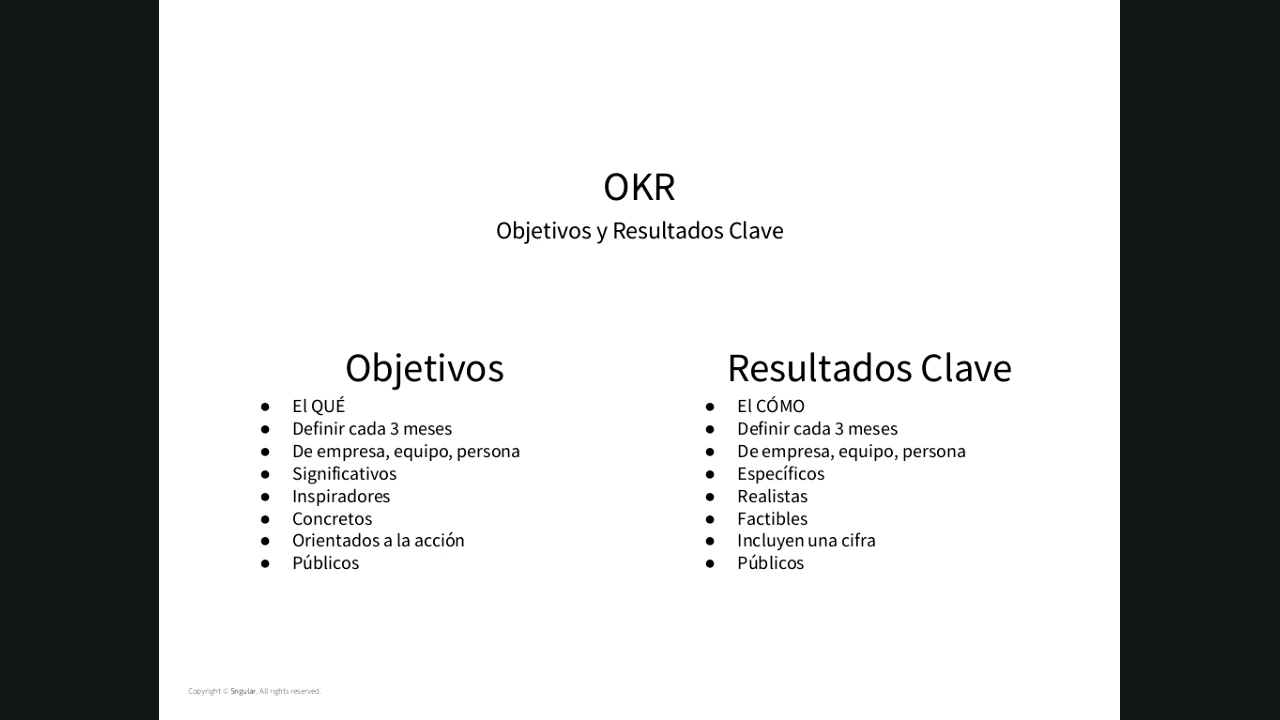 OKR
Objetivos y Resultados Clave
Objetivos
● El QUÉ
● Definir cada 3 meses
● De empresa, equipo, persona
● Significativos
● Inspiradores
● Concretos
● Orientados a la acción
● Públicos
Resultados Clave
● El CÓMO
● Definir cada 3 meses
● De empresa, equipo, persona
● Específicos
● Realistas
● Factibles
● Incluyen una cifra
● Públicos
Copyright © Sngular. All rights reserved.